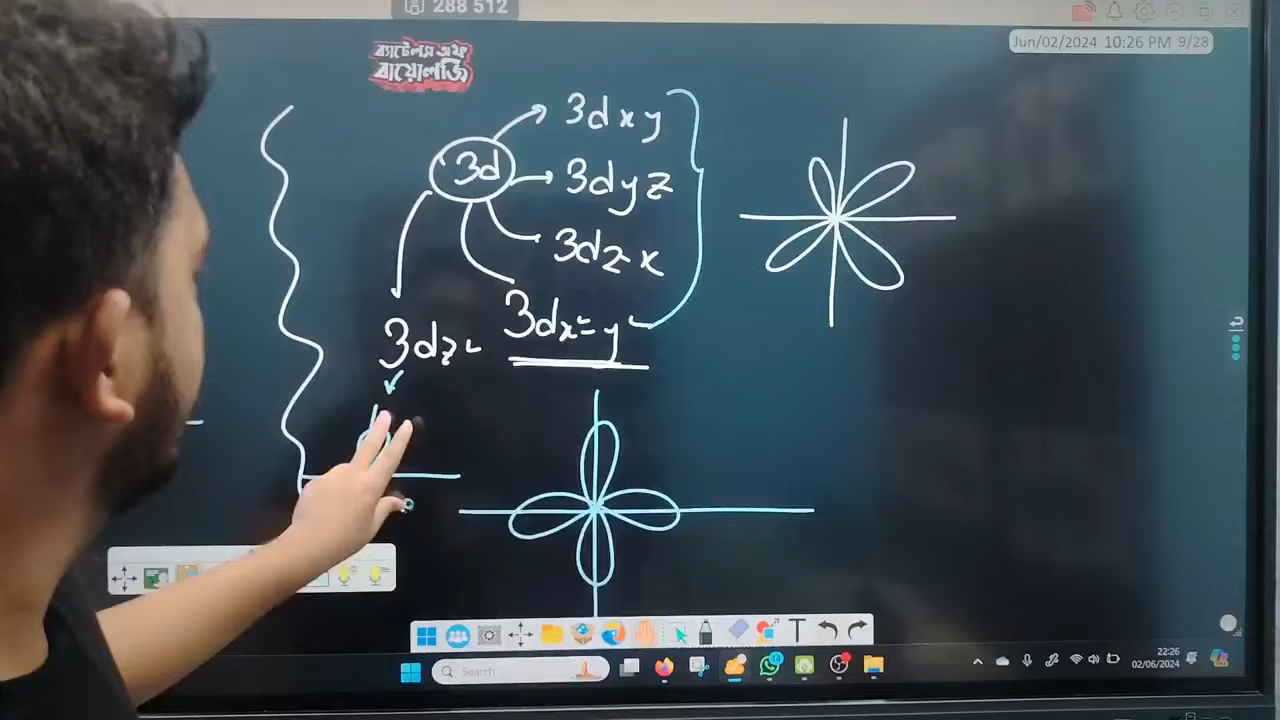 288 512
Jun/02/2024 10:26 PM 9/28
ব্যাটেলস এফ
বায়োলজি
3dxy
3d
3dyz
3dzx
3dx²-y²
3dz²
Search
22:26
02/06/2024